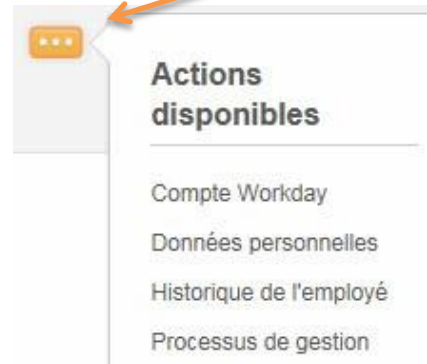 Actions
disponibles
Compte Workday
Données personnelles
Historique de l'employé
Processus de gestion